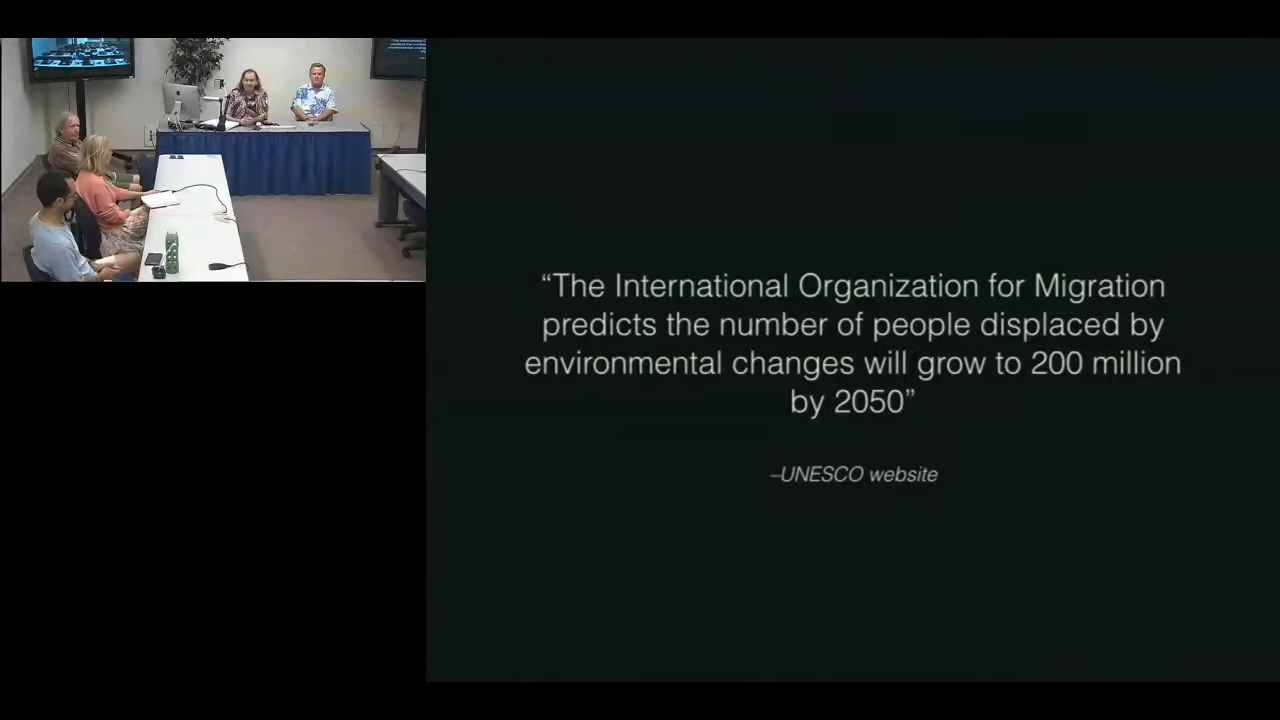 “The International Organization for Migration
predicts the number of people displaced by
environmental changes will grow to 200 million
by 2050”
–UNESCO website